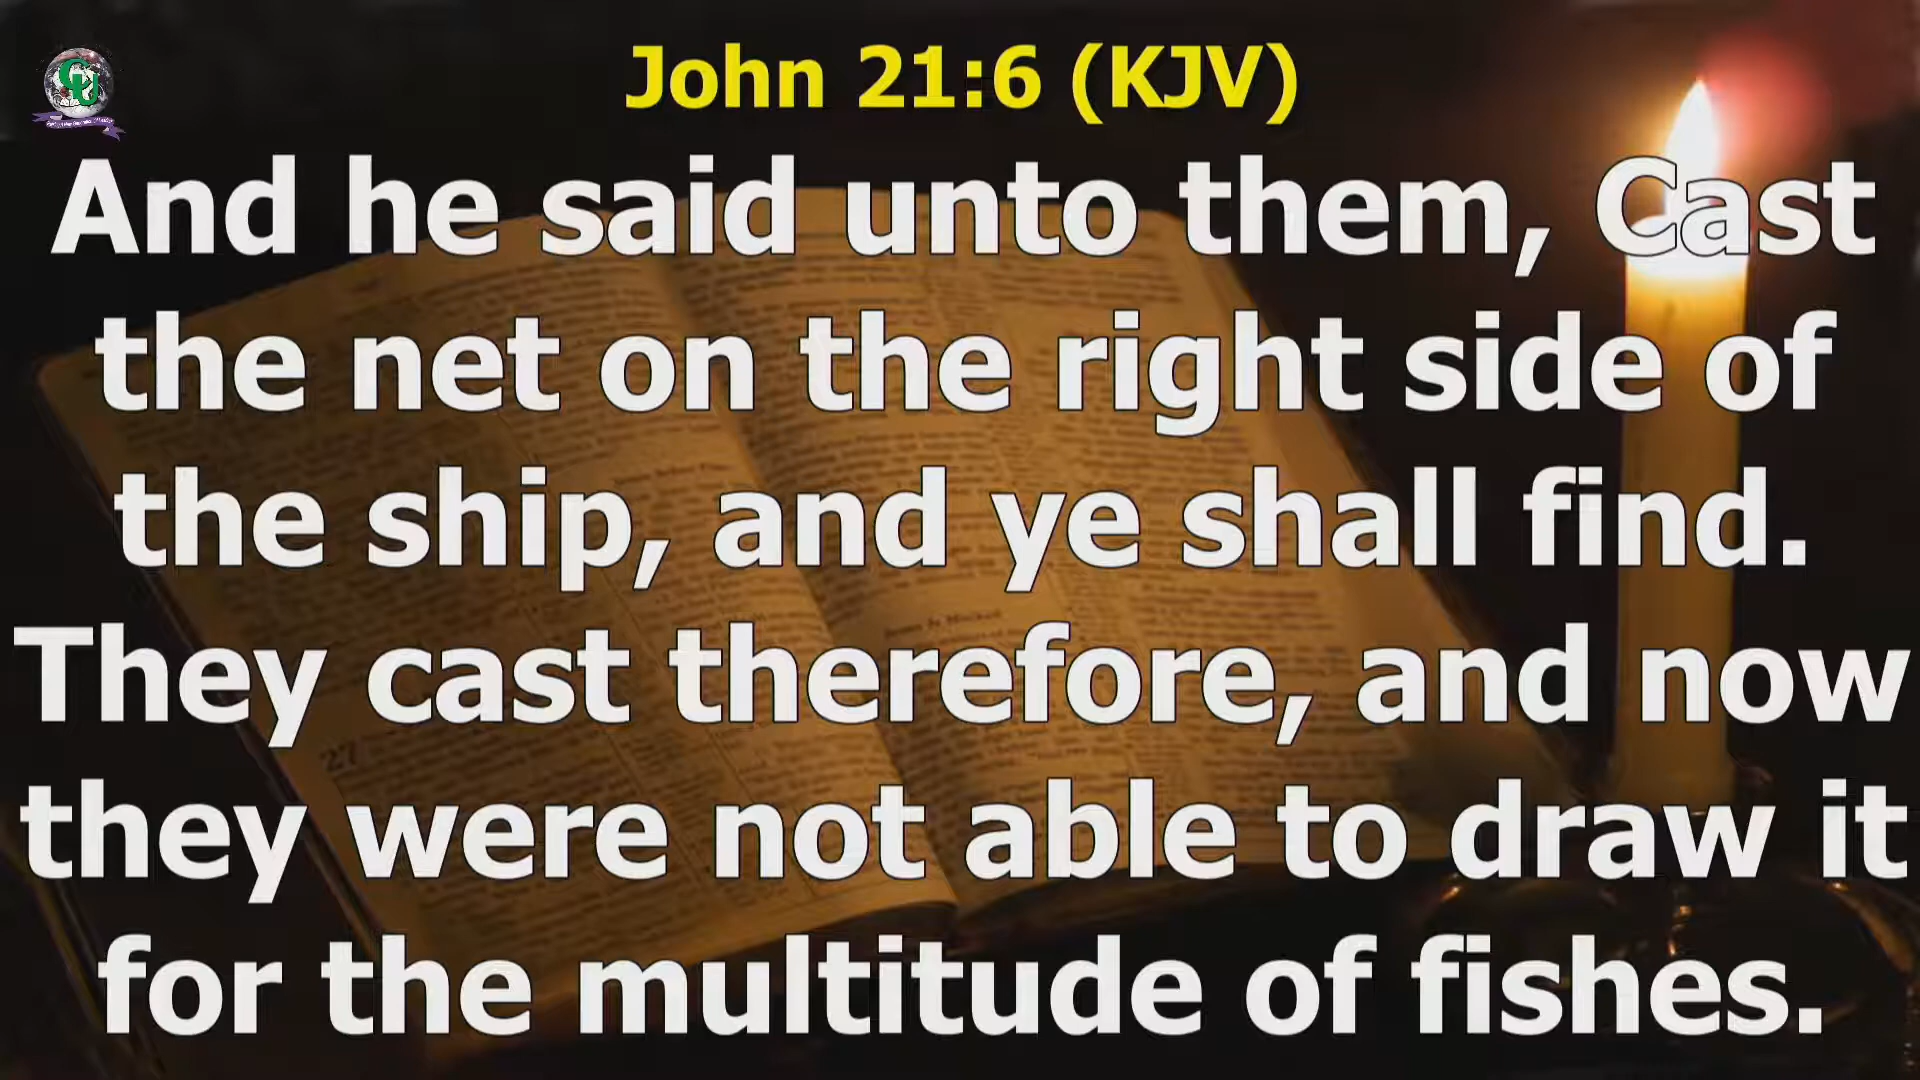 John 21:6 (KJV)
And he said unto them, Cast
the net on the right side of
the ship, and ye shall find.
They cast therefore, and now
they were not able to draw it
for the multitude of fishes.
27